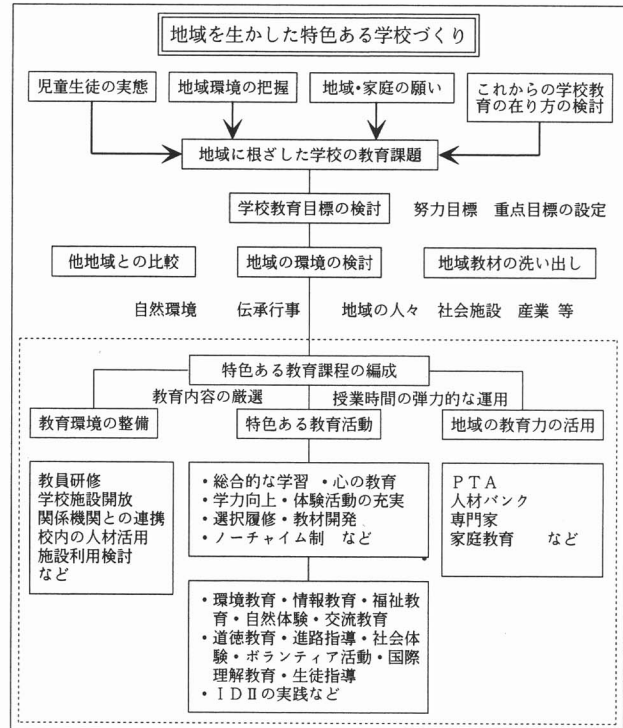 地域を生かした特色ある学校づくり
児童生徒の実態
地域環境の把握
地域・家庭の願い
これからの学校教
育の在り方の検討
地域に根ざした学校の教育課題
学校教育目標の検討
努力目標 重点目標の設定
他地域との比較
地域の環境の検討
地域教材の洗い出し
自然環境 伝承行事 地域の人々 社会施設 産業 等
特色ある教育課程の編成
教育内容の厳選 授業時間の弾力的な運用
教育環境の整備
特色ある教育活動
地域の教育力の活用
教員研修
学校施設開放
関係機関との連携
校内の人材活用
施設利用検討
など
・総合的な学習 ・心の教育
・学力向上・体験活動の充実
・選択履修・教材開発
・ノーチャイム制 など
PTA
人材バンク
専門家
家庭教育 など
・環境教育・情報教育・福祉教
育・自然体験・交流教育
・道徳教育・進路指導・社会体
験・ボランティア活動・国際
理解教育・生徒指導
・IDⅡの実践など